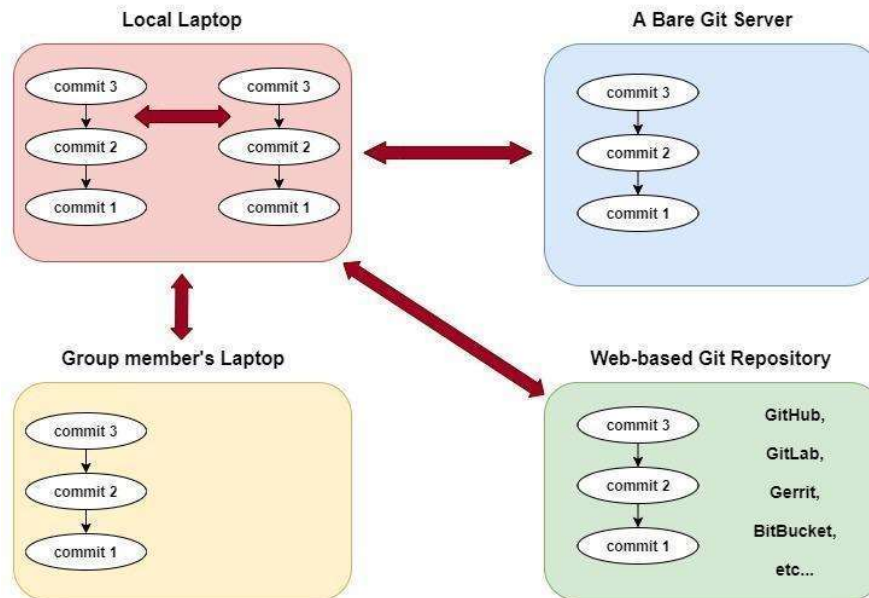 Local Laptop
commit 3
commit 2
commit 1
commit 3
commit 2
commit 1
A Bare Git Server
commit 3
commit 2
commit 1
Group member's Laptop
commit 3
commit 2
commit 1
Web-based Git Repository
commit 3
commit 2
commit 1
GitHub,
GitLab,
Gerrit,
BitBucket,
etc...